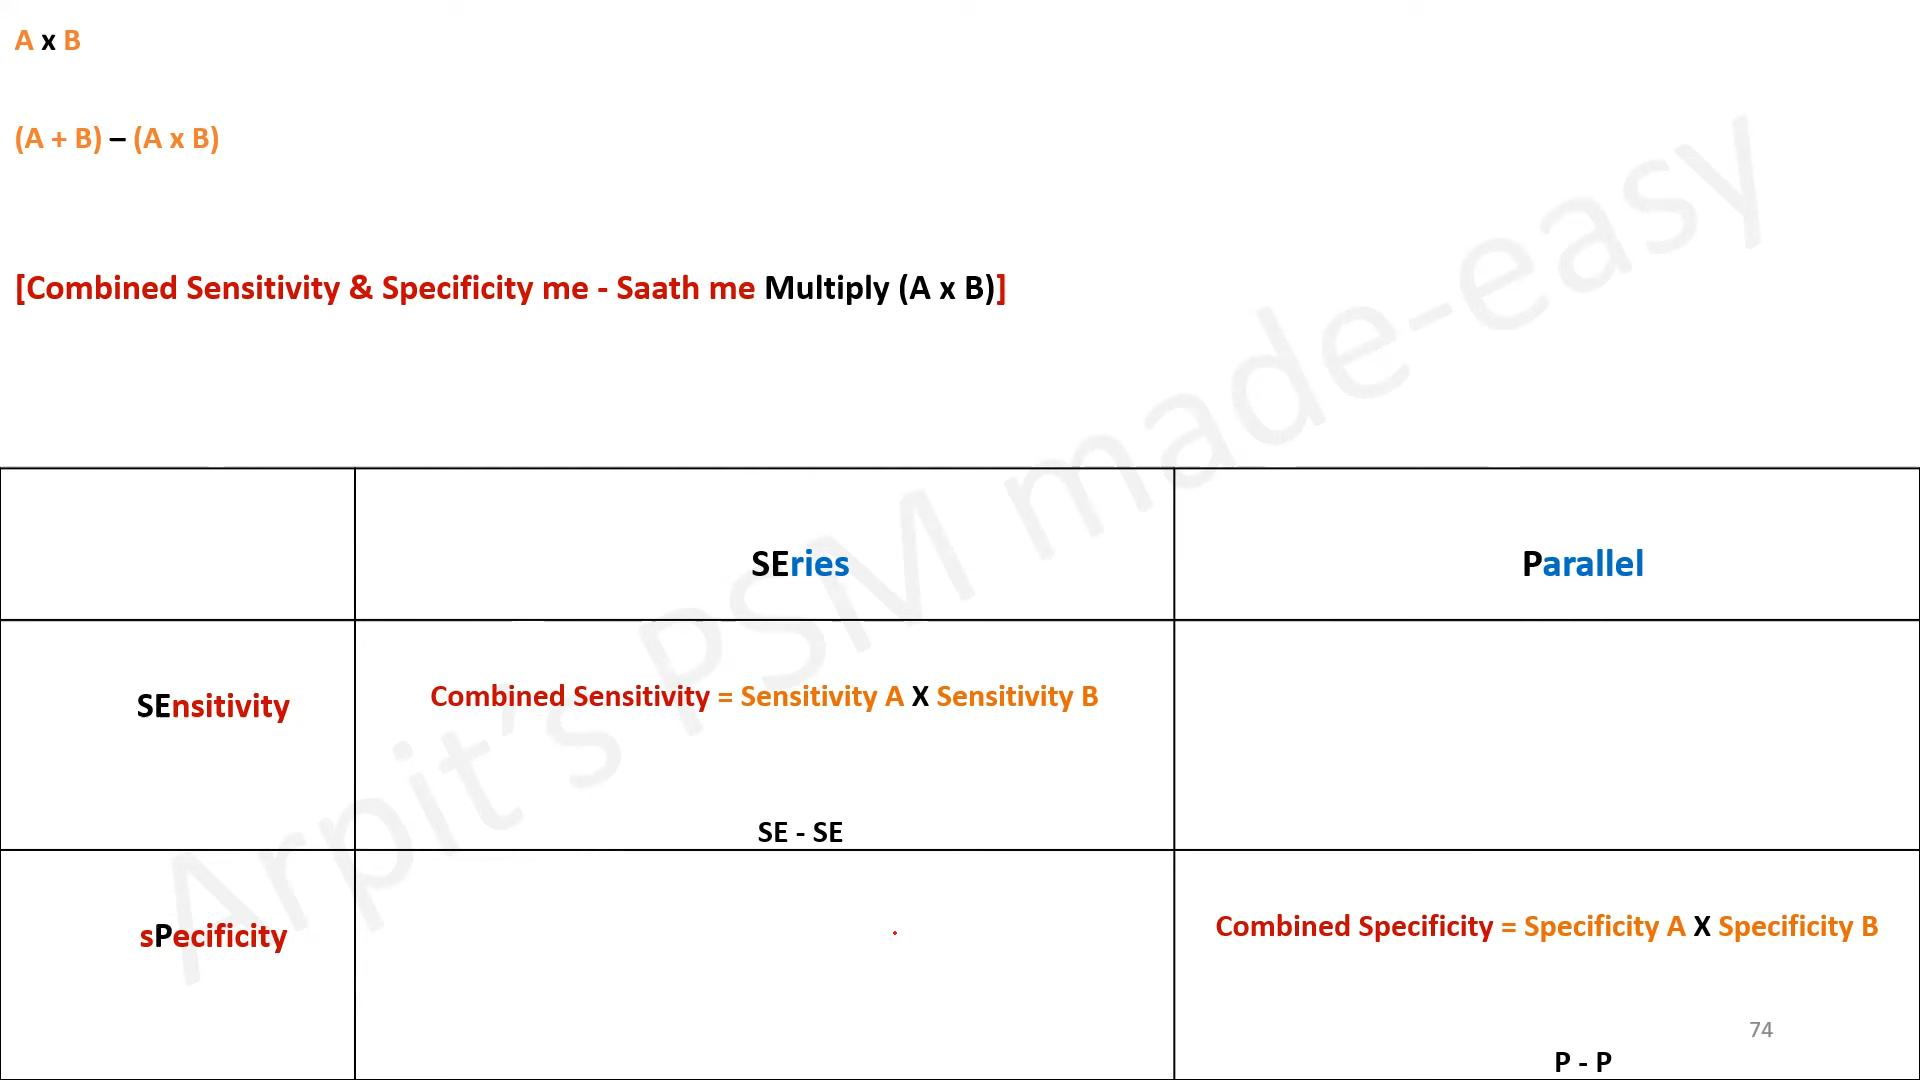 A x B
(A + B) – (A x B)
[Combined Sensitivity & Specificity me - Saath me Multiply (A x B)]
SEries
Parallel
SEnsitivity
Combined Sensitivity = Sensitivity A X Sensitivity B
SE - SE
sPecificity
Combined Specificity = Specificity A X Specificity B
74
P - P
Arpit's PSM made-easy